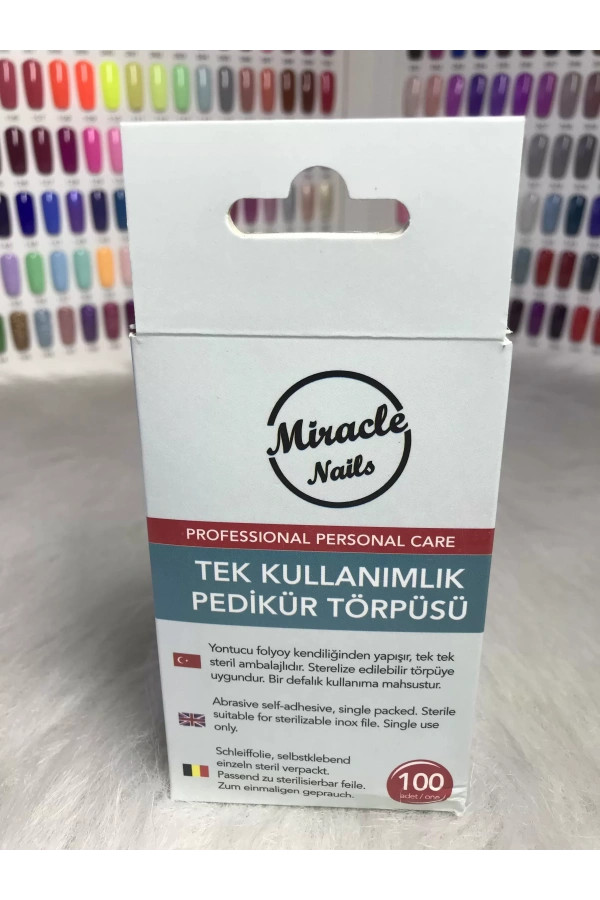 Miracle
Nails
PROFESSIONAL PERSONAL CARE
TEK KULLANIMLIK
PEDİKÜR TÖRPÜSÜ
Yontucu folyoy kendiliğinden yapışır, tek tek
steril ambalajlıdır. Sterelize edilebilir törpüye
uygundur. Bir defalık kullanıma mahsustur.
Abrasive self-adhesive, single packed. Sterile
suitable for sterilizable inox file. Single use
only.
Schleiffolie, selbstklebend
einzeln steril verpackt.
Passend zu sterilisierbar feile.
Zum einmaligen geprauch.
100
adet / one